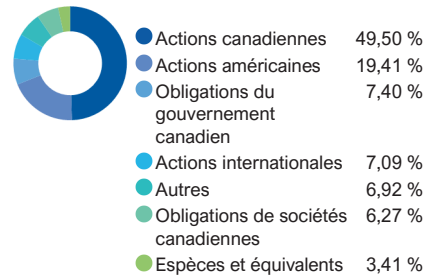 Actions canadiennes 49,50 %
Actions américaines 19,41 %
Obligations du 7,40 %
gouvernement
canadien
Actions internationales 7,09 %
Autres 6,92 %
Obligations de sociétés 6,27 %
canadiennes
Espèces et équivalents 3,41 %